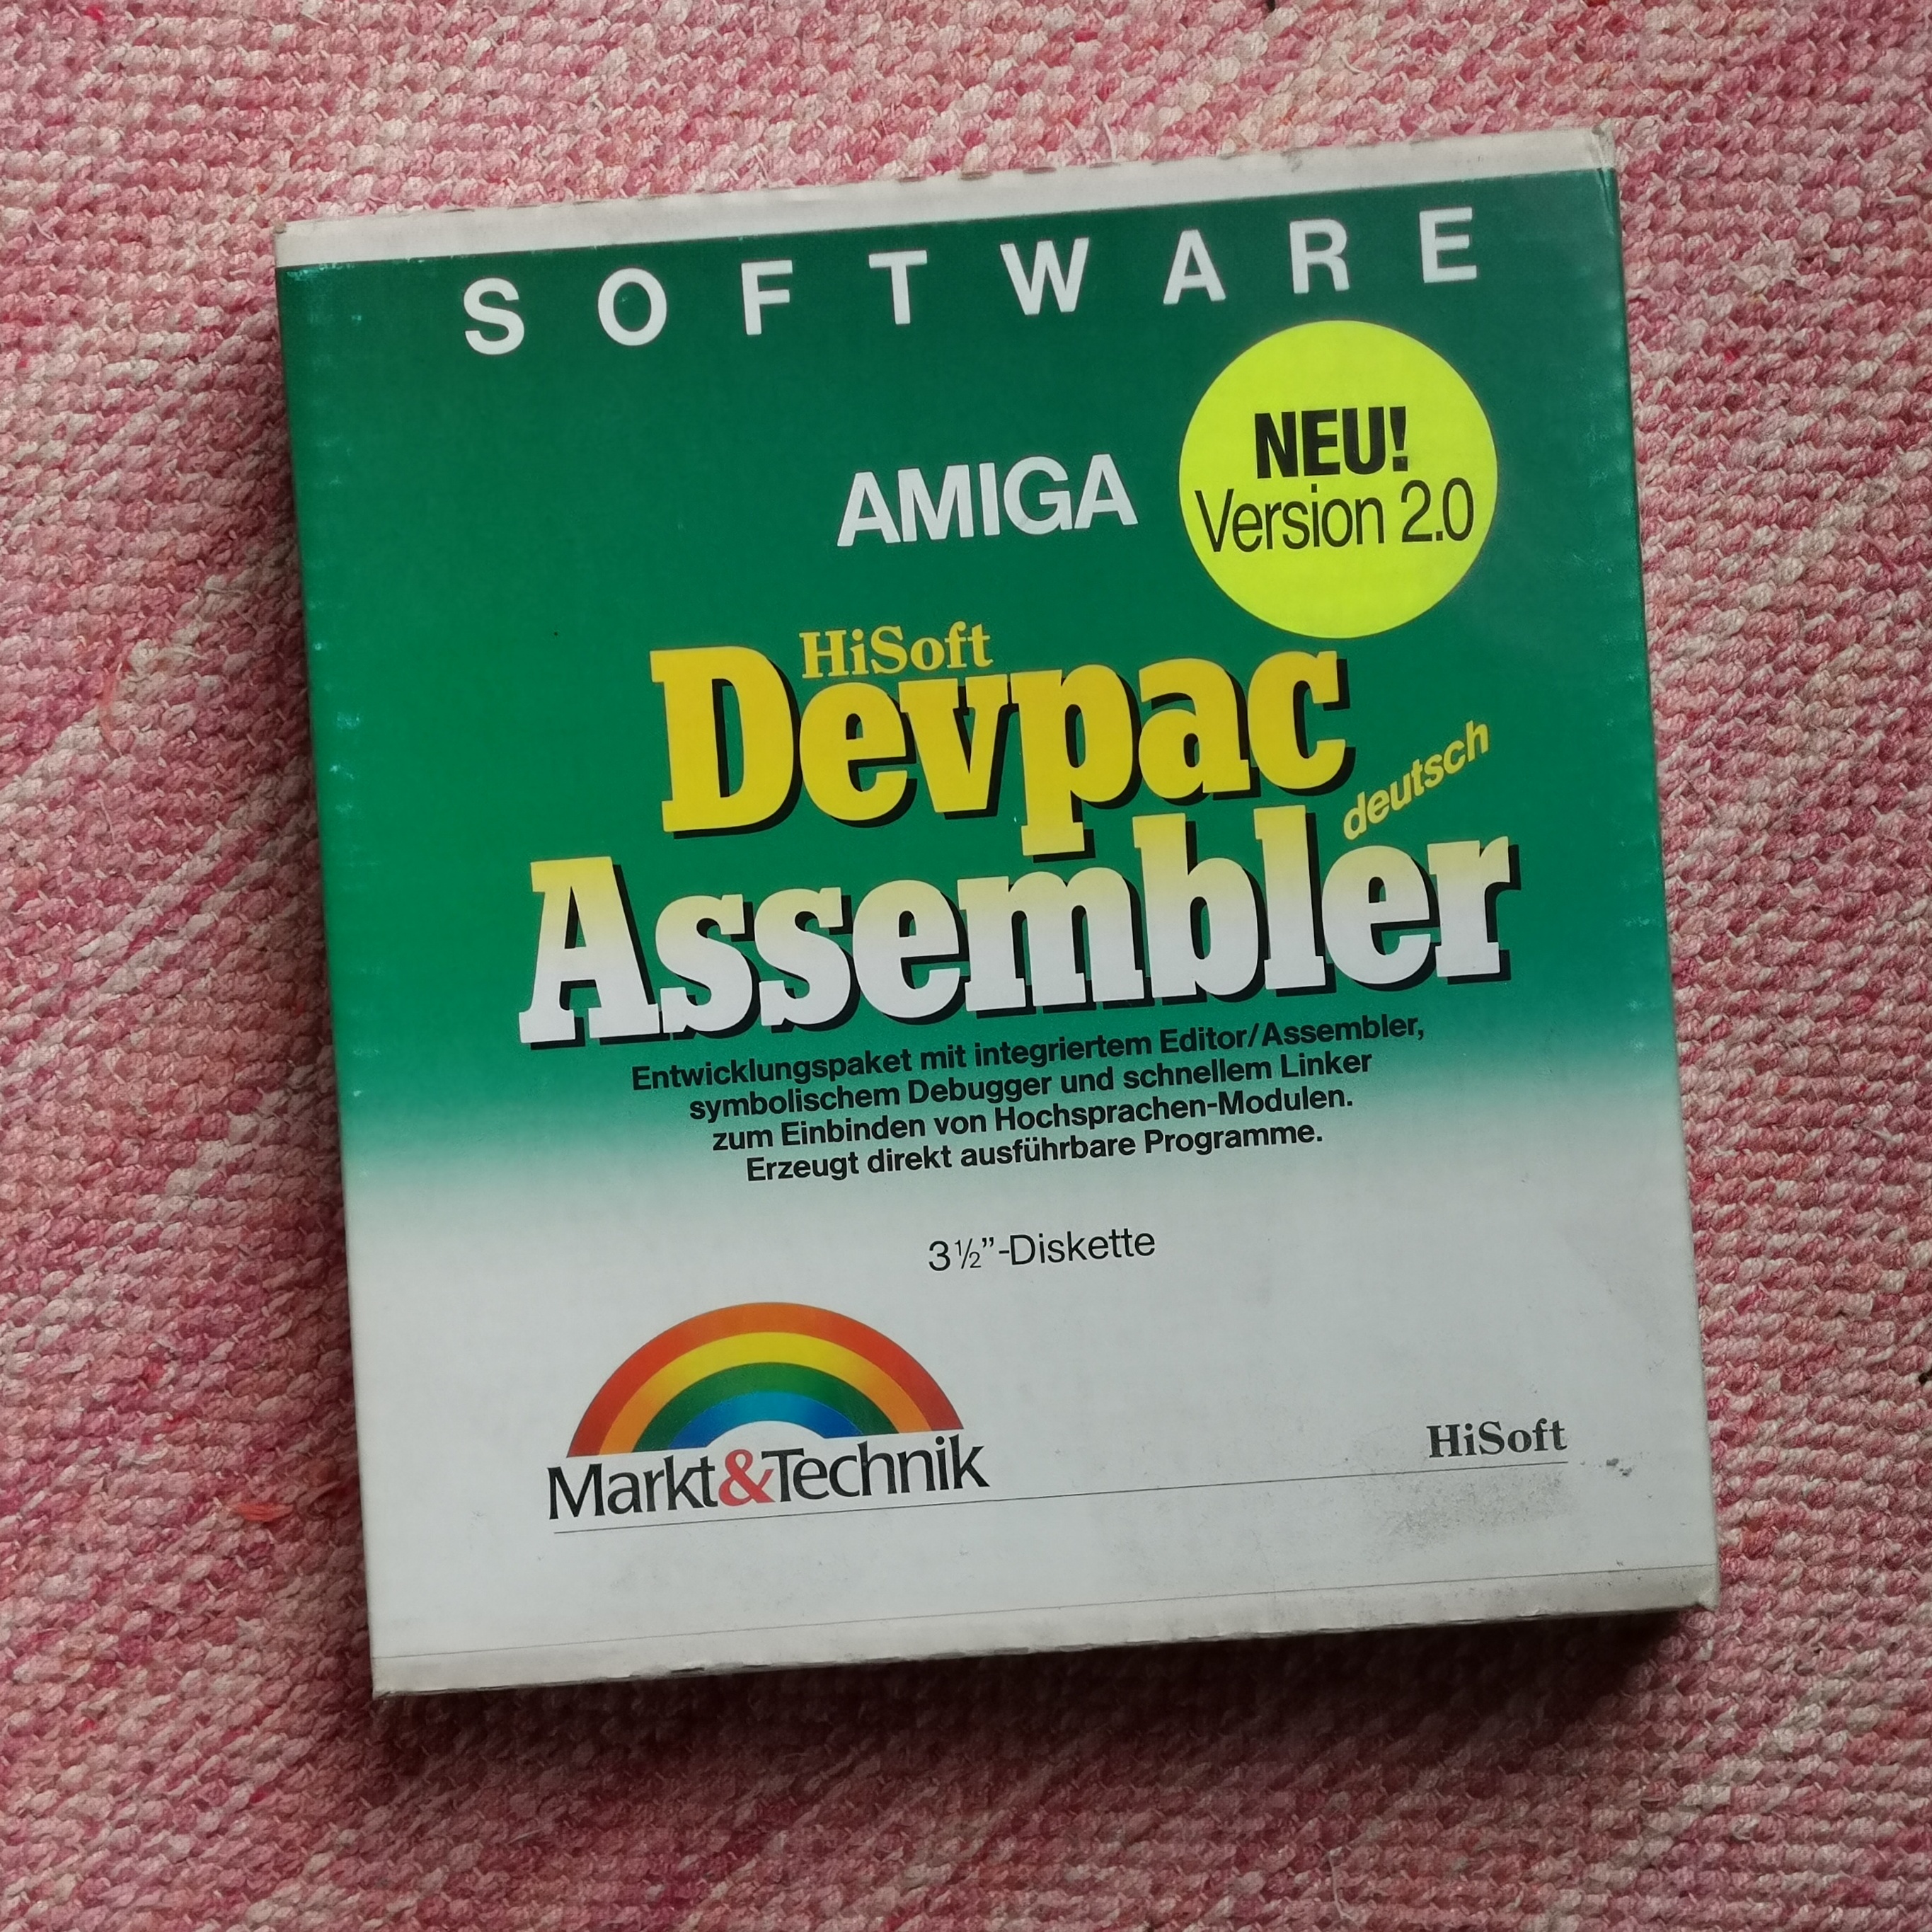 SOFTWARE
AMIGA
NEU!
Version 2.0
HiSoft
Devpac
deutsch
Assembler
Entwicklungspaket mit integriertem Editor/Assembler,
symbolischem Debugger und schnellem Linker
zum Einbinden von Hochsprachen-Modulen.
Erzeugt direkt ausführbare Programme.
3½”-Diskette
Markt&Technik
HiSoft